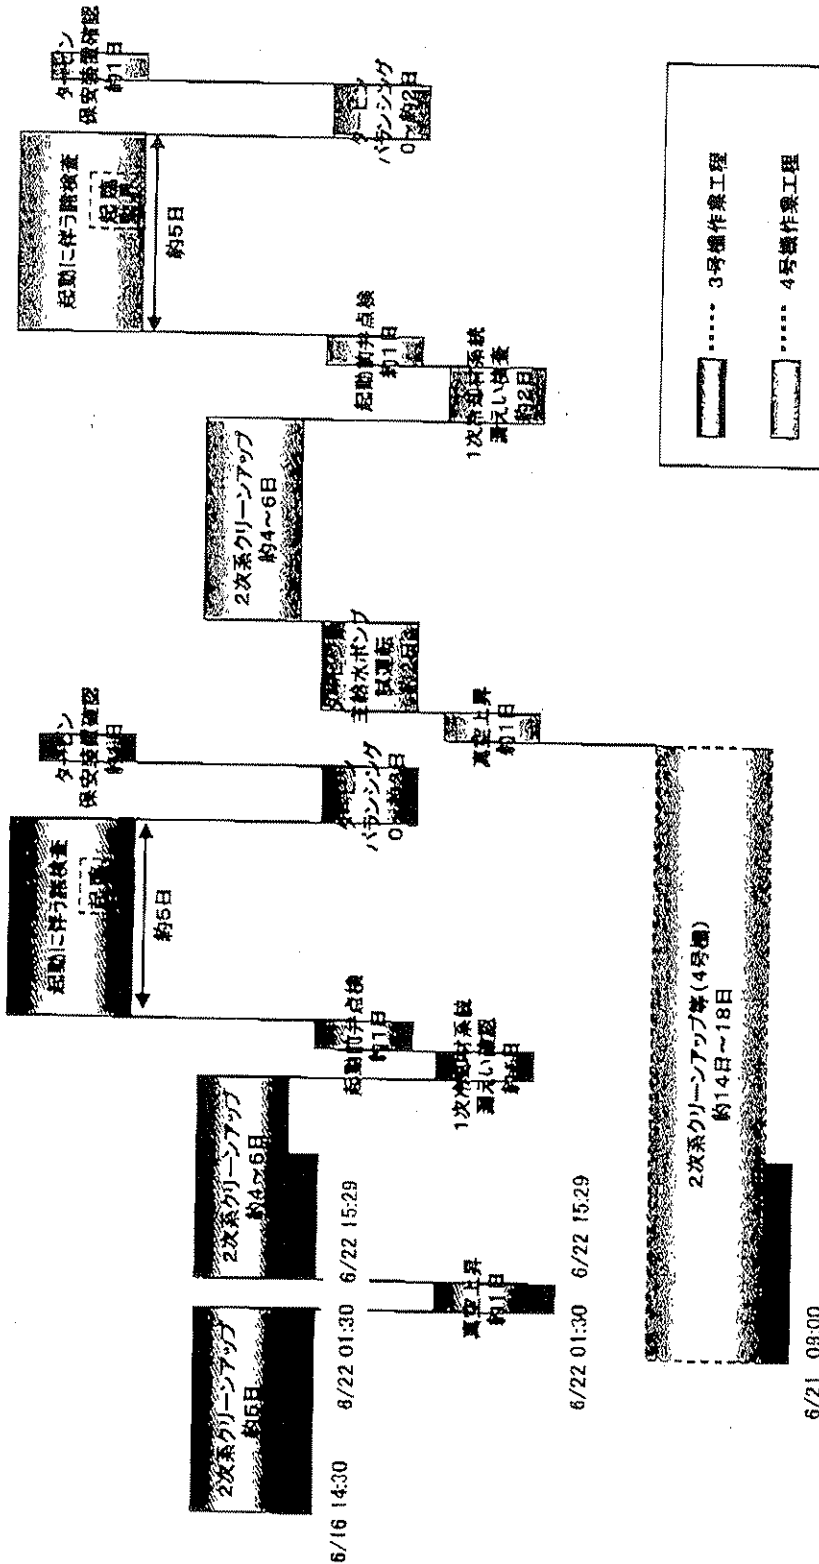 2次系クリーンアップ
約5日
6/16 14:30
6/22 01:30
真空上昇
約1日
6/22 01:30
6/22 15:29
2次系クリーンアップ
約4～6日
6/22 15:29
1次冷却材系統
漏えい確認
起動前弁点検
約1日
起動に伴う諸検査
約5日
タービン
バランシング
タービン
保安装置確認
2次系クリーンアップ等(4号機)
約14日～18日
6/21 09:00
真空上昇
約1日
主給水ポンプ
試運転
2次系クリーンアップ
約4～6日
1次冷却材系統
漏えい検査
約2日
起動前弁点検
約1日
起動に伴う諸検査
約5日
タービン
バランシング
0～約2日
タービン
保安装置確認
約1日
3号機作業工程
4号機作業工程